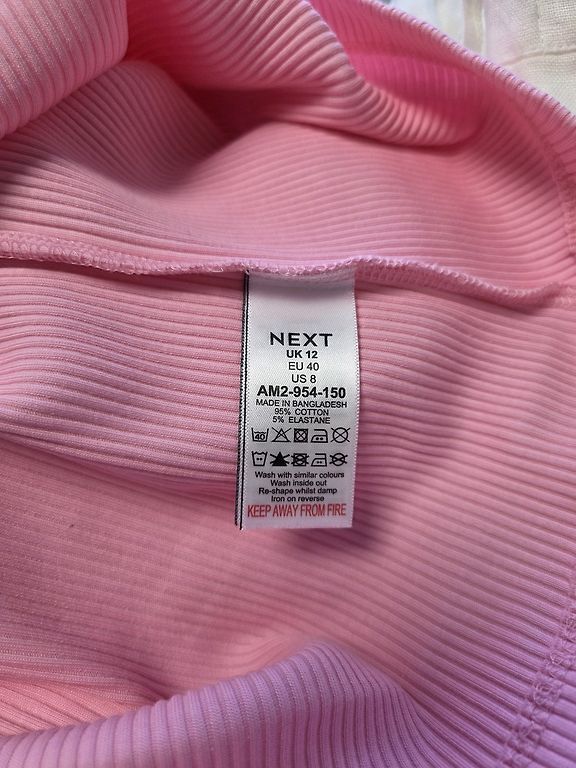 NEXT
UK 12
EU 40
US 8
AM2-954-150
MADE IN BANGLADESH
95% COTTON
5% ELASTANE
40
Wash with similar colours
Wash inside out
Re-shape whilst damp
Iron on reverse
KEEP AWAY FROM FIRE